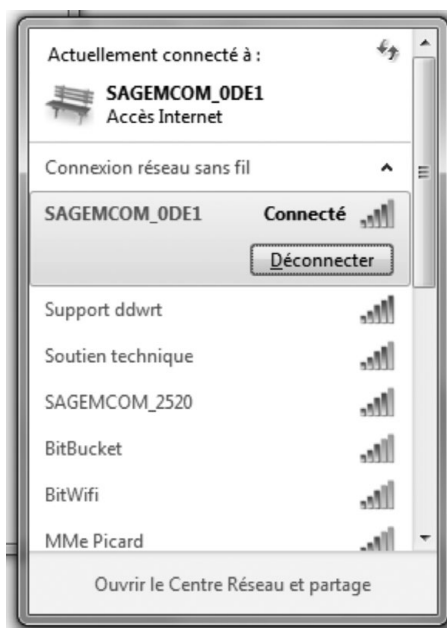 Actuellement connecté à :
SAGEMCOM_0DE1
Accès Internet
Connexion réseau sans fil
SAGEMCOM_0DE1 Connecté
Déconnecter
Support ddwrt
Soutien technique
SAGEMCOM_2520
BitBucket
BitWifi
MMe Picard
Ouvrir le Centre Réseau et partage